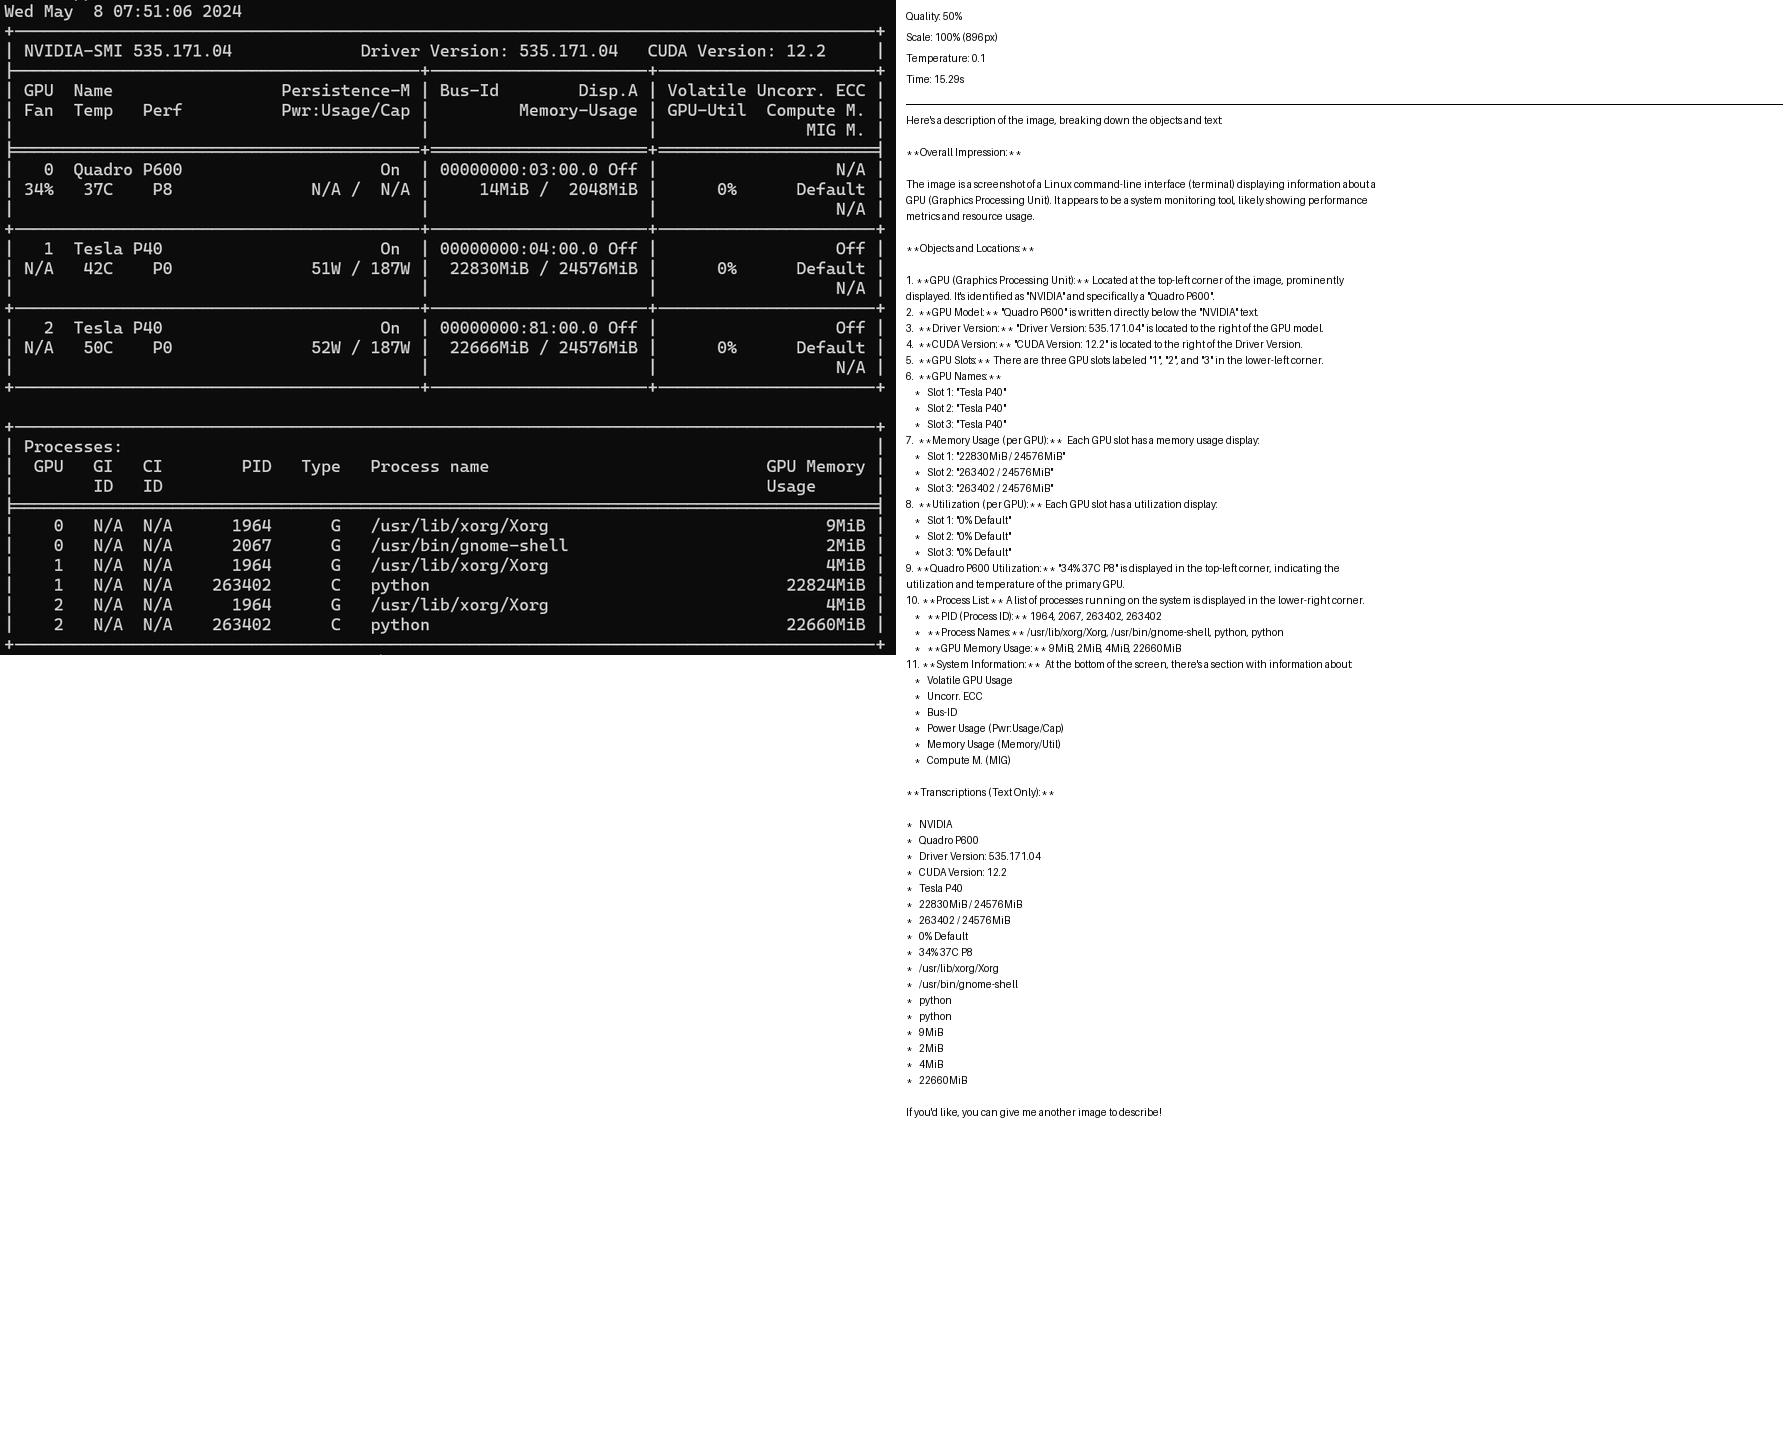 Wed May  8 07:51:06 2024
NVIDIA-SMI 535.171.04 Driver Version: 535.171.04 CUDA Version: 12.2
GPU Name Persistence-M | Bus-Id Disp.A | Volatile Uncorr. ECC
Fan Temp Perf Pwr:Usage/Cap | Memory-Usage | GPU-Util Compute M.
MIG M.
0 Quadro P600 On | 00000000:03:00.0 Off | N/A
34% 37C P8 N/A / N/A | 14MiB / 2048MiB | 0% Default
N/A
1 Tesla P40 On | 00000000:04:00.0 Off | Off
N/A 42C P0 51W / 187W | 22830MiB / 24576MiB | 0% Default
N/A
2 Tesla P40 On | 00000000:81:00.0 Off | Off
N/A 50C P0 52W / 187W | 22666MiB / 24576MiB | 0% Default
N/A
Processes:
GPU GI CI PID Type Process name GPU Memory
ID ID Usage
0 N/A N/A 1964 G /usr/lib/xorg/Xorg 9MiB
0 N/A N/A 2067 G /usr/bin/gnome-shell 2MiB
1 N/A N/A 1964 G /usr/lib/xorg/Xorg 4MiB
1 N/A N/A 263402 C python 22824MiB
2 N/A N/A 1964 G /usr/lib/xorg/Xorg 4MiB
2 N/A N/A 263402 C python 22660MiB
Quality: 50%
Scale: 100% (896px)
Temperature: 0.1
Time: 15.29s
Here's a description of the image, breaking down the objects and text:
**Overall Impression:**
The image is a screenshot of a Linux command-line interface (terminal) displaying information about a
GPU (Graphics Processing Unit). It appears to be a system monitoring tool, likely showing performance
metrics and resource usage.
**Objects and Locations:**
1. **GPU (Graphics Processing Unit):** Located at the top-left corner of the image, prominently
displayed. It's identified as "NVIDIA" and specifically a "Quadro P600".
2. **GPU Model:** "Quadro P600" is written directly below the "NVIDIA" text.
3. **Driver Version:** "Driver Version: 535.171.04" is located to the right of the GPU model.
4. **CUDA Version:** "CUDA Version: 12.2" is located to the right of the Driver Version.
5. **GPU Slots:** There are three GPU slots labeled "1", "2", and "3" in the lower-left corner.
6. **GPU Names:**
* Slot 1: "Tesla P40"
* Slot 2: "Tesla P40"
* Slot 3: "Tesla P40"
7. **Memory Usage (per GPU):** Each GPU slot has a memory usage display:
* Slot 1: "22830MiB / 24576MiB"
* Slot 2: "263402 / 24576MiB"
* Slot 3: "263402 / 24576MiB"
8. **Utilization (per GPU):** Each GPU slot has a utilization display:
* Slot 1: "0% Default"
* Slot 2: "0% Default"
* Slot 3: "0% Default"
9. **Quadro P600 Utilization:** "34% 37C P8" is displayed in the top-left corner, indicating the
utilization and temperature of the primary GPU.
10. **Process List:** A list of processes running on the system is displayed in the lower-right corner.
* **PID (Process ID):** 1964, 2067, 263402, 263402
* **Process Names:** /usr/lib/xorg/Xorg, /usr/bin/gnome-shell, python, python
* **GPU Memory Usage:** 9MiB, 2MiB, 4MiB, 22660MiB
11. **System Information:** At the bottom of the screen, there's a section with information about:
* Volatile GPU Usage
* Uncorr. ECC
* Bus-ID
* Power Usage (Pwr:Usage/Cap)
* Memory Usage (Memory/Util)
* Compute M. (MIG)
**Transcriptions (Text Only):**
* NVIDIA
* Quadro P600
* Driver Version: 535.171.04
* CUDA Version: 12.2
* Tesla P40
* 22830MiB / 24576MiB
* 263402 / 24576MiB
* 0% Default
* 34% 37C P8
* /usr/lib/xorg/Xorg
* /usr/bin/gnome-shell
* python
* python
* 9MiB
* 2MiB
* 4MiB
* 22660MiB
If you'd like, you can give me another image to describe!